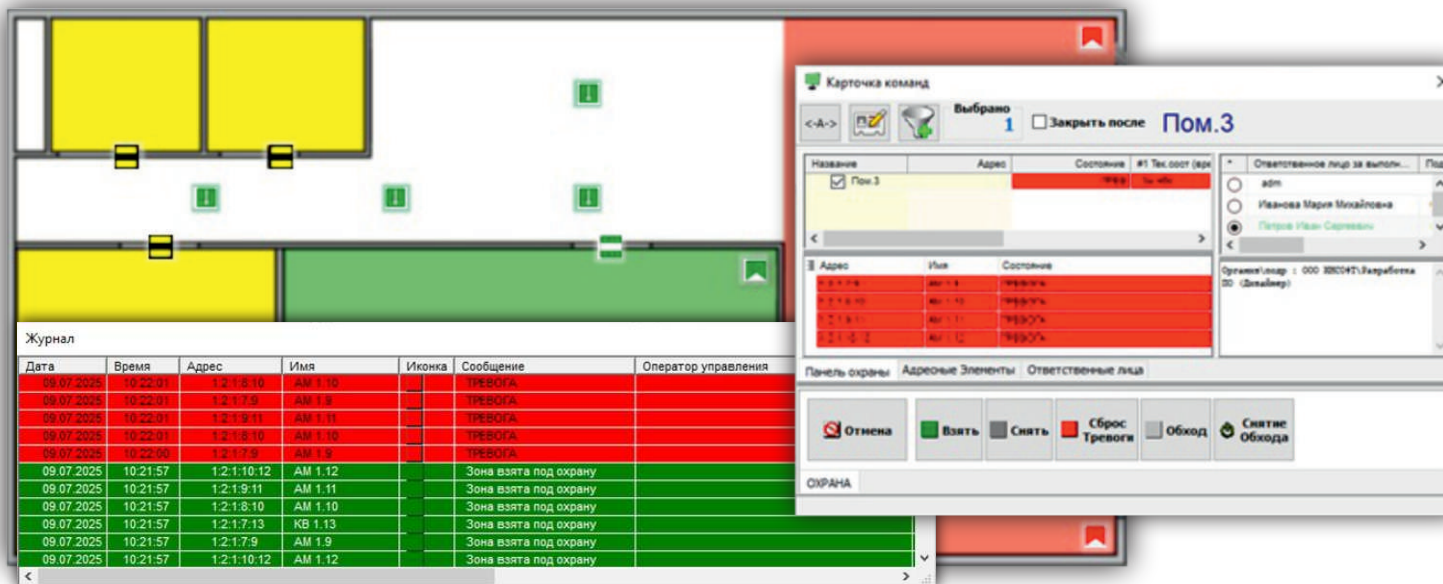 Карточка команд
<-A->
Выбрано
1
Закрыть после
Пом.3
Название Адрес Состояние #1 Тек.сост (вре
Пом.3
* Ответственное лицо за выполн... Под
adm
Иванова Мария Михайловна
Петров Иван Сергеевич
Адрес Имя Состояние
ТРЕВОГА
ТРЕВОГА
ТРЕВОГА
ТРЕВОГА
Панель охраны Адресные Элементы Ответственные лица
Отмена
Взять
Снять
Сброс
Тревоги
Обход
Снятие
Обхода
ОХРАНА
Журнал
Дата Время Адрес Имя Иконка Сообщение Оператор управления
09.07.2025 10:22:01 1:2:1:8:10 АМ 1.10 ТРЕВОГА
09.07.2025 10:22:01 1:2:1:7:9 АМ 1.9 ТРЕВОГА
09.07.2025 10:22:01 1:2:1:9:11 АМ 1.11 ТРЕВОГА
09.07.2025 10:22:01 1:2:1:8:10 АМ 1.10 ТРЕВОГА
09.07.2025 10:22:00 1:2:1:7:9 АМ 1.9 ТРЕВОГА
09.07.2025 10:21:57 1:2:1:10:12 АМ 1.12 Зона взята под охрану
09.07.2025 10:21:57 1:2:1:9:11 АМ 1.11 Зона взята под охрану
09.07.2025 10:21:57 1:2:1:8:10 АМ 1.10 Зона взята под охрану
09.07.2025 10:21:57 1:2:1:7:13 КВ 1.13 Зона взята под охрану
09.07.2025 10:21:57 1:2:1:7:9 АМ 1.9 Зона взята под охрану
09.07.2025 10:21:57 1:2:1:10:12 АМ 1.12 Зона взята под охрану